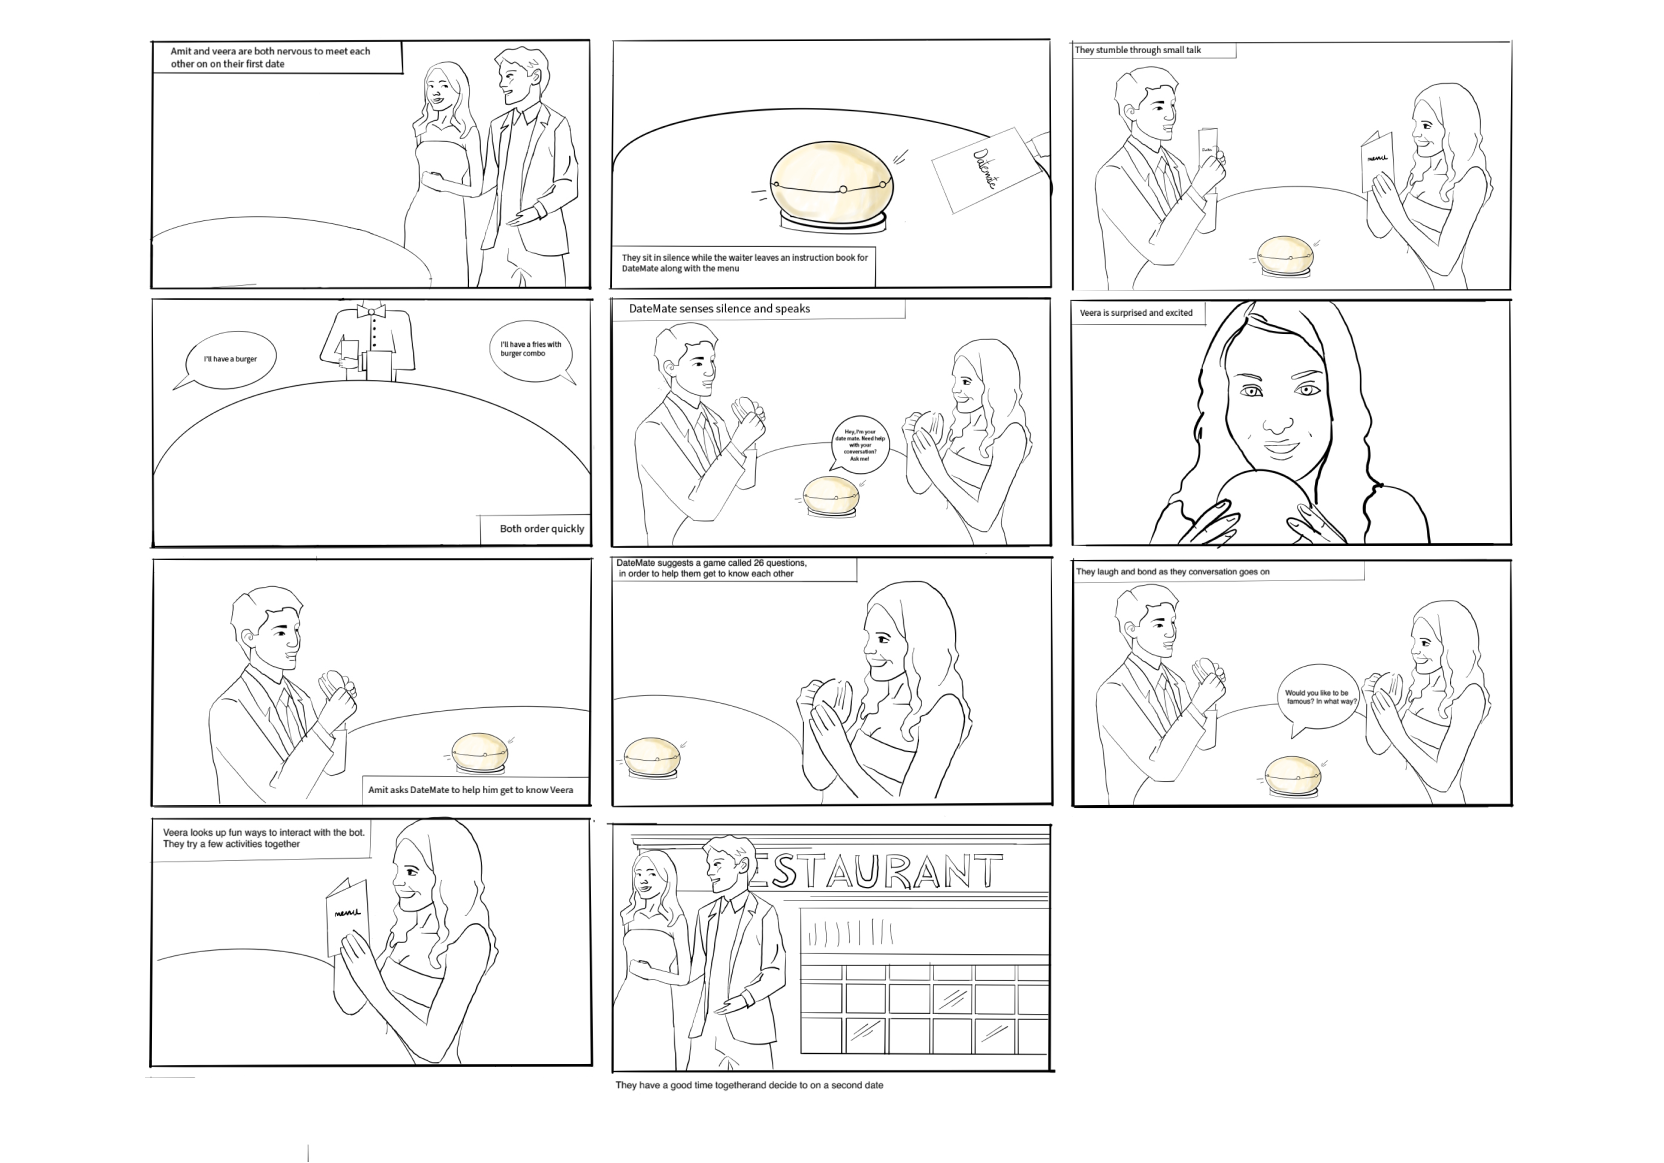 Amit and veera are both nervous to meet each
other on on their first date
Datemate
They sit in silence while the waiter leaves an instruction book for
DateMate along with the menu
They stumble through small talk
menu
I'll have a burger
I'll have a fries with
burger combo
Both order quickly
DateMate senses silence and speaks
Hey, I'm your
date mate. Need help
with your
conversation?
Ask me!
Veera is surprised and excited
Amit asks DateMate to help him get to know Veera
DateMate suggests a game called 26 questions,
in order to help them get to know each other
They laugh and bond as they conversation goes on
Would you like to be
famous? In what way?
Veera looks up fun ways to interact with the bot.
They try a few activities together
menu
ESTAURANT
They have a good time togetherand decide to on a second date